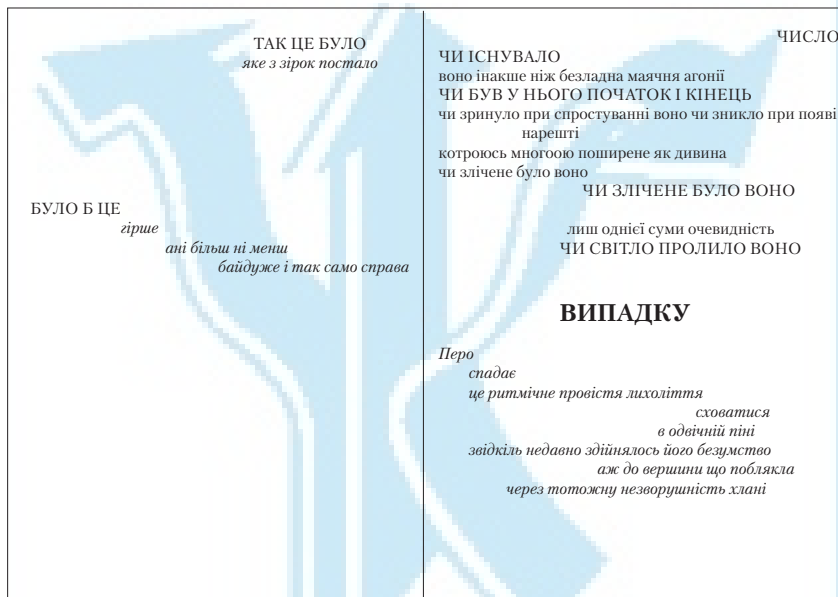 ТАК ЦЕ БУЛО
яке з зірок постало
БУЛО Б ЦЕ
гірше
ані більш ні менш
байдуже і так само справа
ЧИСЛО
ЧИ ІСНУВАЛО
воно інакше ніж безладна маячня агонії
ЧИ БУВ У НЬОГО ПОЧАТОК І КІНЕЦЬ
чи зринуло при спростуванні воно чи зникло при появі
нарешті
котроюсь многоою поширене як дивина
чи злічене було воно
ЧИ ЗЛІЧЕНЕ БУЛО ВОНО
лиш однієї суми очевидність
ЧИ СВІТЛО ПРОЛИЛО ВОНО
ВИПАДКУ
Перо
спадає
це ритмічне провістя лихоліття
сховатися
в одвічній піні
звідкіль недавно здіймялось його безумство
аж до вершини що поблякла
через тотожну незворушність хлані